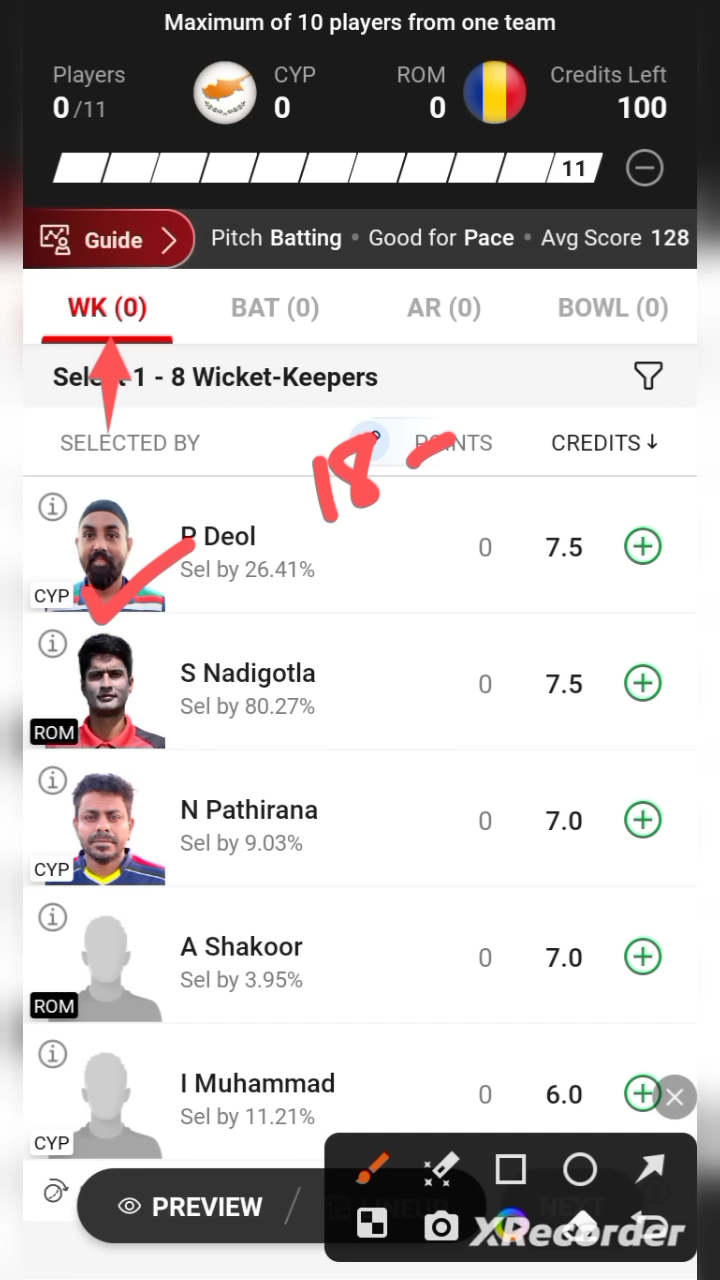 Maximum of 10 players from one team
Players CYP ROM Credits Left
0/11 0 0 100
11
Guide Pitch Batting • Good for Pace • Avg Score 128
WK (0) BAT (0) AR (0) BOWL (0)
Select 1 - 8 Wicket-Keepers
SELECTED BY POINTS CREDITS↓
18-
P Deol 0 7.5
Sel by 26.41%
CYP
S Nadigotla 0 7.5
Sel by 80.27%
ROM
N Pathirana 0 7.0
Sel by 9.03%
CYP
A Shakoor 0 7.0
Sel by 3.95%
ROM
I Muhammad 0 6.0
Sel by 11.21%
CYP
PREVIEW / LINEUP NEXT
XRecorder